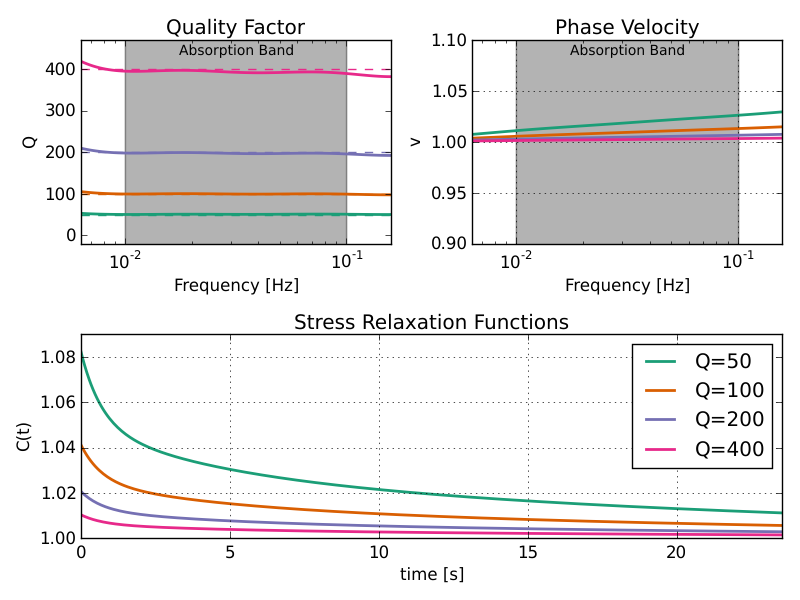 Quality Factor
Absorption Band
400
300
200
100
0
Q
10^-2 10^-1
Frequency [Hz]
Phase Velocity
Absorption Band
1.10
1.05
1.00
0.95
0.90
v
10^-2 10^-1
Frequency [Hz]
Stress Relaxation Functions
1.08
1.06
1.04
1.02
1.00
C(t)
Q=50
Q=100
Q=200
Q=400
0 5 10 15 20
time [s]